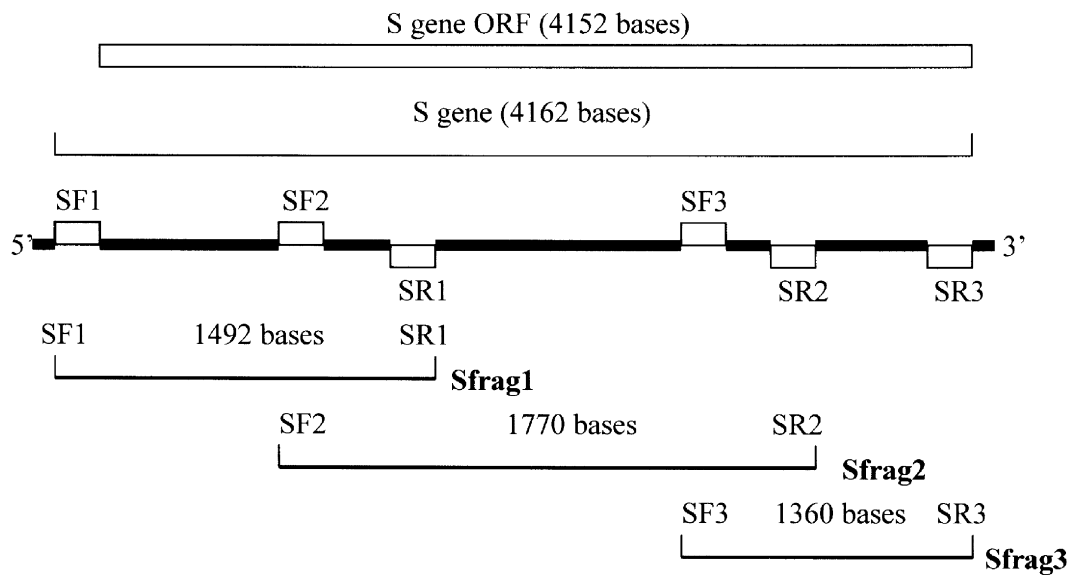 S gene ORF (4152 bases)
S gene (4162 bases)
SF1 SF2 SF3
5’ 3’
SR1 SR2 SR3
SF1 1492 bases SR1
Sfrag1
SF2 1770 bases SR2
Sfrag2
SF3 1360 bases SR3
Sfrag3